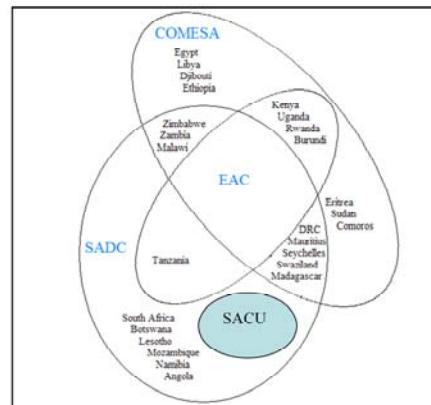 COMESA
Egypt
Libya
Djibouti
Ethiopia
Kenya
Uganda
Rwanda
Burundi
Zimbabwe
Zambia
Malawi
EAC
Eritrea
Sudan
Comoros
DRC
Mauritius
Seychelles
Swaziland
Madagascar
SADC
Tanzania
South Africa
Botswana
Lesotho
Mozambique
Namibia
Angola
SACU